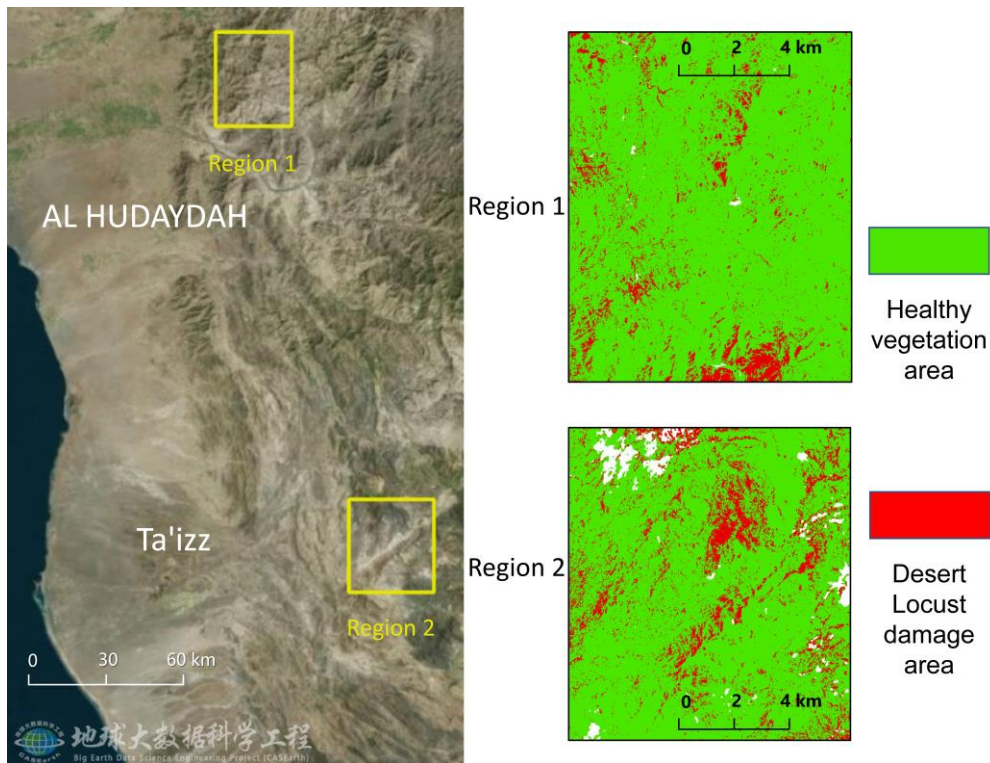 Region 1
AL HUDAYDAH
Ta'izz
Region 2
0 30 60 km
地球大数据科学工程
Big Earth Data Science Engineering Project (CASEarth)
CASEarth
Region 1
0 2 4 km
Region 2
0 2 4 km
Healthy
vegetation
area
Desert
Locust
damage
area